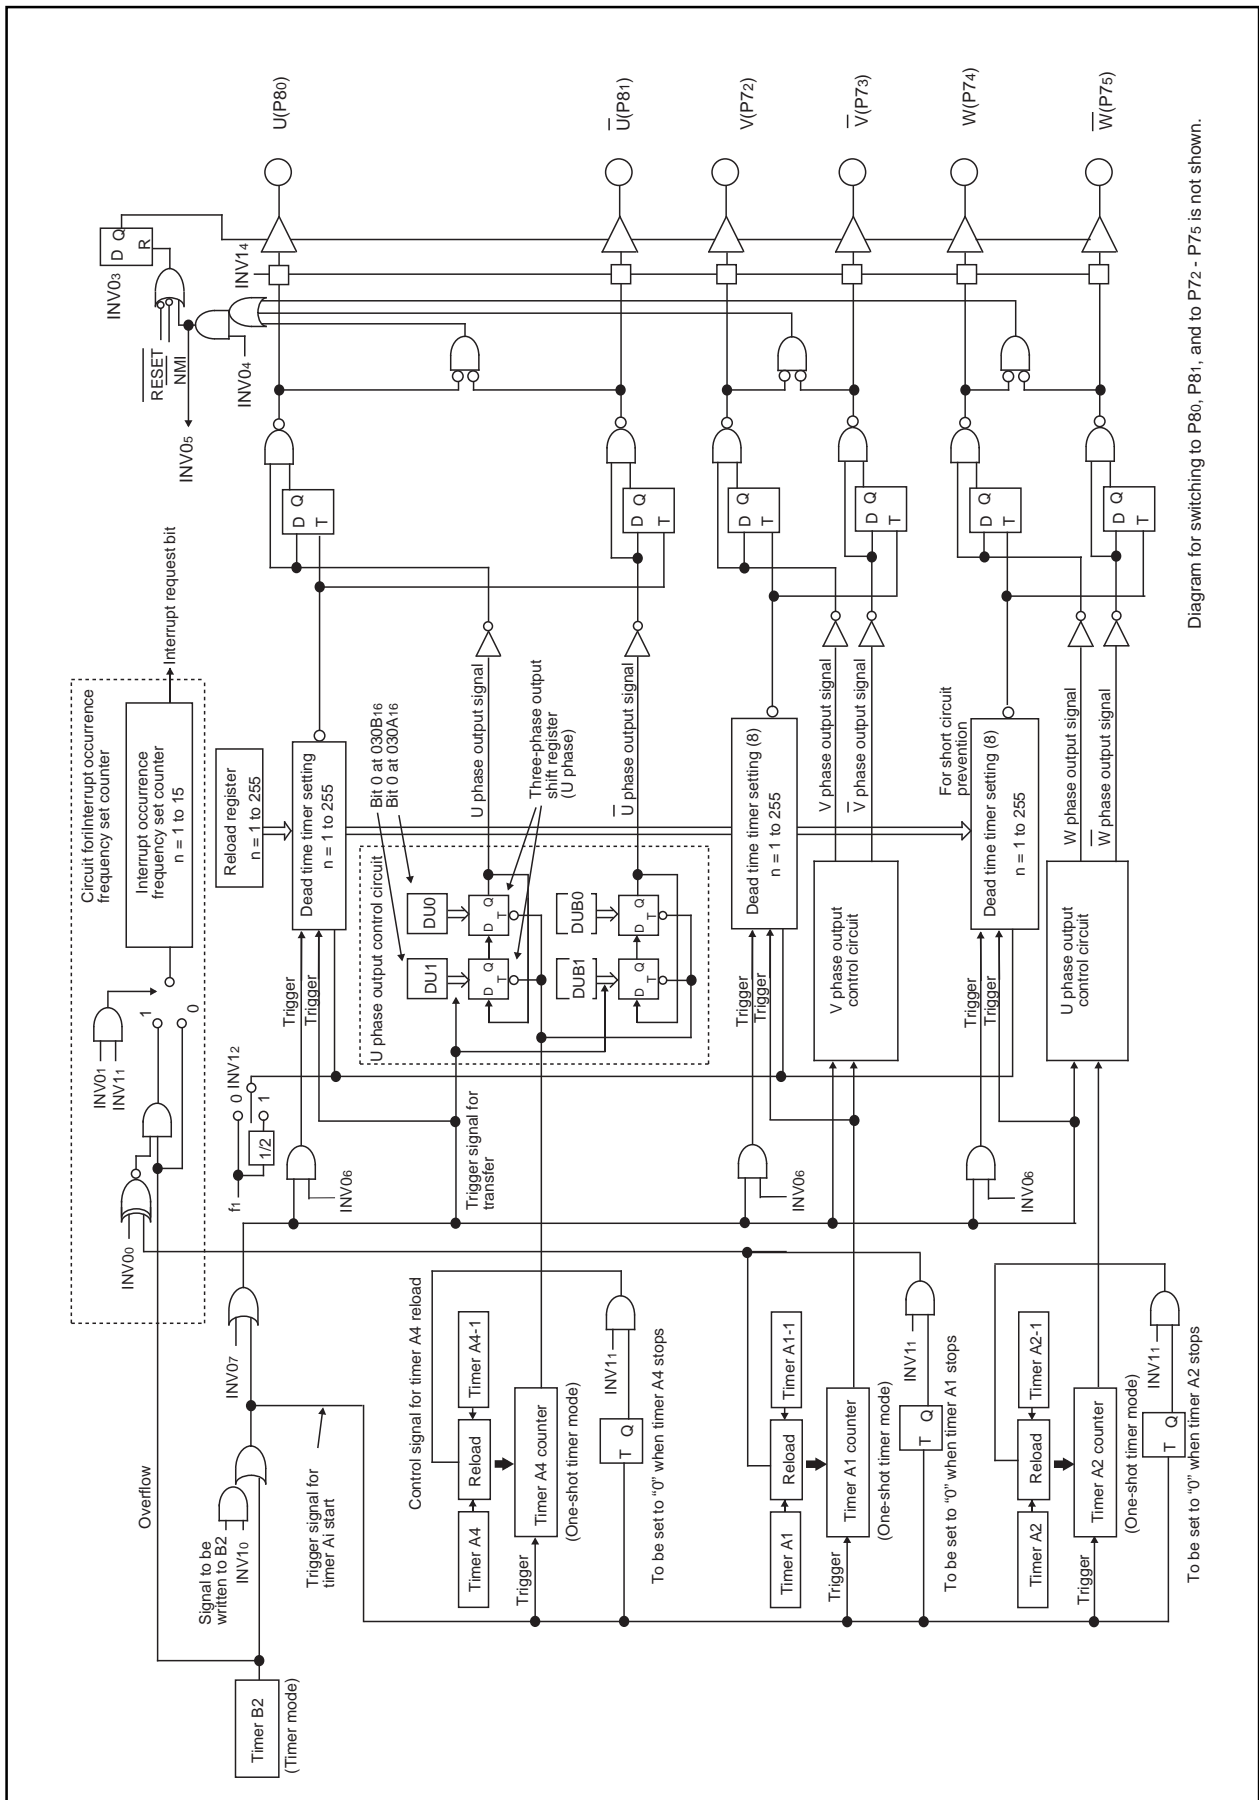 Circuit foriInterrupt occurrence
frequency set counter
Interrupt occurrence
frequency set counter
n = 1 to 15
Interrupt request bit
INV00
INV01
INV11
1
0
Overflow
Timer B2
(Timer mode)
Signal to be
written to B2
INV10
INV07
Trigger signal for
timer Ai start
f1
1/2
0
1
INV12
Reload register
n = 1 to 255
Dead time timer setting
n = 1 to 255
Trigger
Trigger
INV06
INV05
RESET
NMI
INV03
D Q
R
INV04
INV14
D Q
T
U(P80)
U phase output control circuit
DU1
DU0
D Q
T
D Q
T
DUB1
DUB0
D Q
T
D Q
T
Bit 0 at 030B16
Bit 0 at 030A16
Three-phase output
shift register
(U phase)
U phase output signal
U phase output signal
D Q
T
U(P81)
Trigger signal for
transfer
Control signal for timer A4 reload
Timer A4
Reload
Timer A4-1
Trigger
Timer A4 counter
(One-shot timer mode)
T Q
INV11
To be set to “0” when timer A4 stops
Trigger
Trigger
INV06
Dead time timer setting (8)
n = 1 to 255
V phase output
control circuit
V phase output signal
V phase output signal
D Q
T
V(P72)
D Q
T
V(P73)
Timer A1
Reload
Timer A1-1
Trigger
Timer A1 counter
(One-shot timer mode)
T Q
INV11
To be set to “0” when timer A1 stops
Trigger
Trigger
INV06
For short circuit
prevention
Dead time timer setting (8)
n = 1 to 255
U phase output
control circuit
W phase output signal
W phase output signal
D Q
T
W(P74)
D Q
T
W(P75)
Timer A2
Reload
Timer A2-1
Trigger
Timer A2 counter
(One-shot timer mode)
T Q
INV11
To be set to “0” when timer A2 stops
Diagram for switching to P80, P81, and to P72 - P75 is not shown.